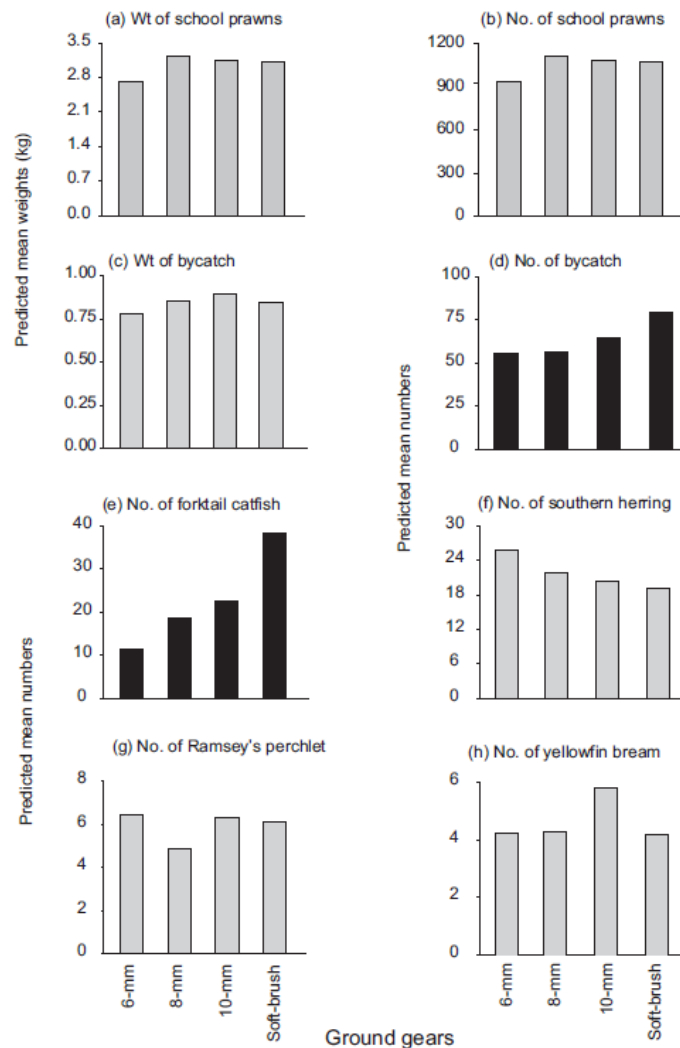 (a) Wt of school prawns
3.5
2.8
2.1
1.4
0.7
0.0
Predicted mean weights (kg)
(b) No. of school prawns
1200
900
600
300
0
(c) Wt of bycatch
1.00
0.75
0.50
0.25
0.00
(d) No. of bycatch
100
75
50
25
0
Predicted mean numbers
(e) No. of forktail catfish
40
30
20
10
0
Predicted mean numbers
(f) No. of southern herring
30
24
18
12
6
0
(g) No. of Ramsey's perchlet
8
6
4
2
0
6-mm
8-mm
10-mm
Soft-brush
(h) No. of yellowfin bream
6
4
2
0
6-mm
8-mm
10-mm
Soft-brush
Ground gears